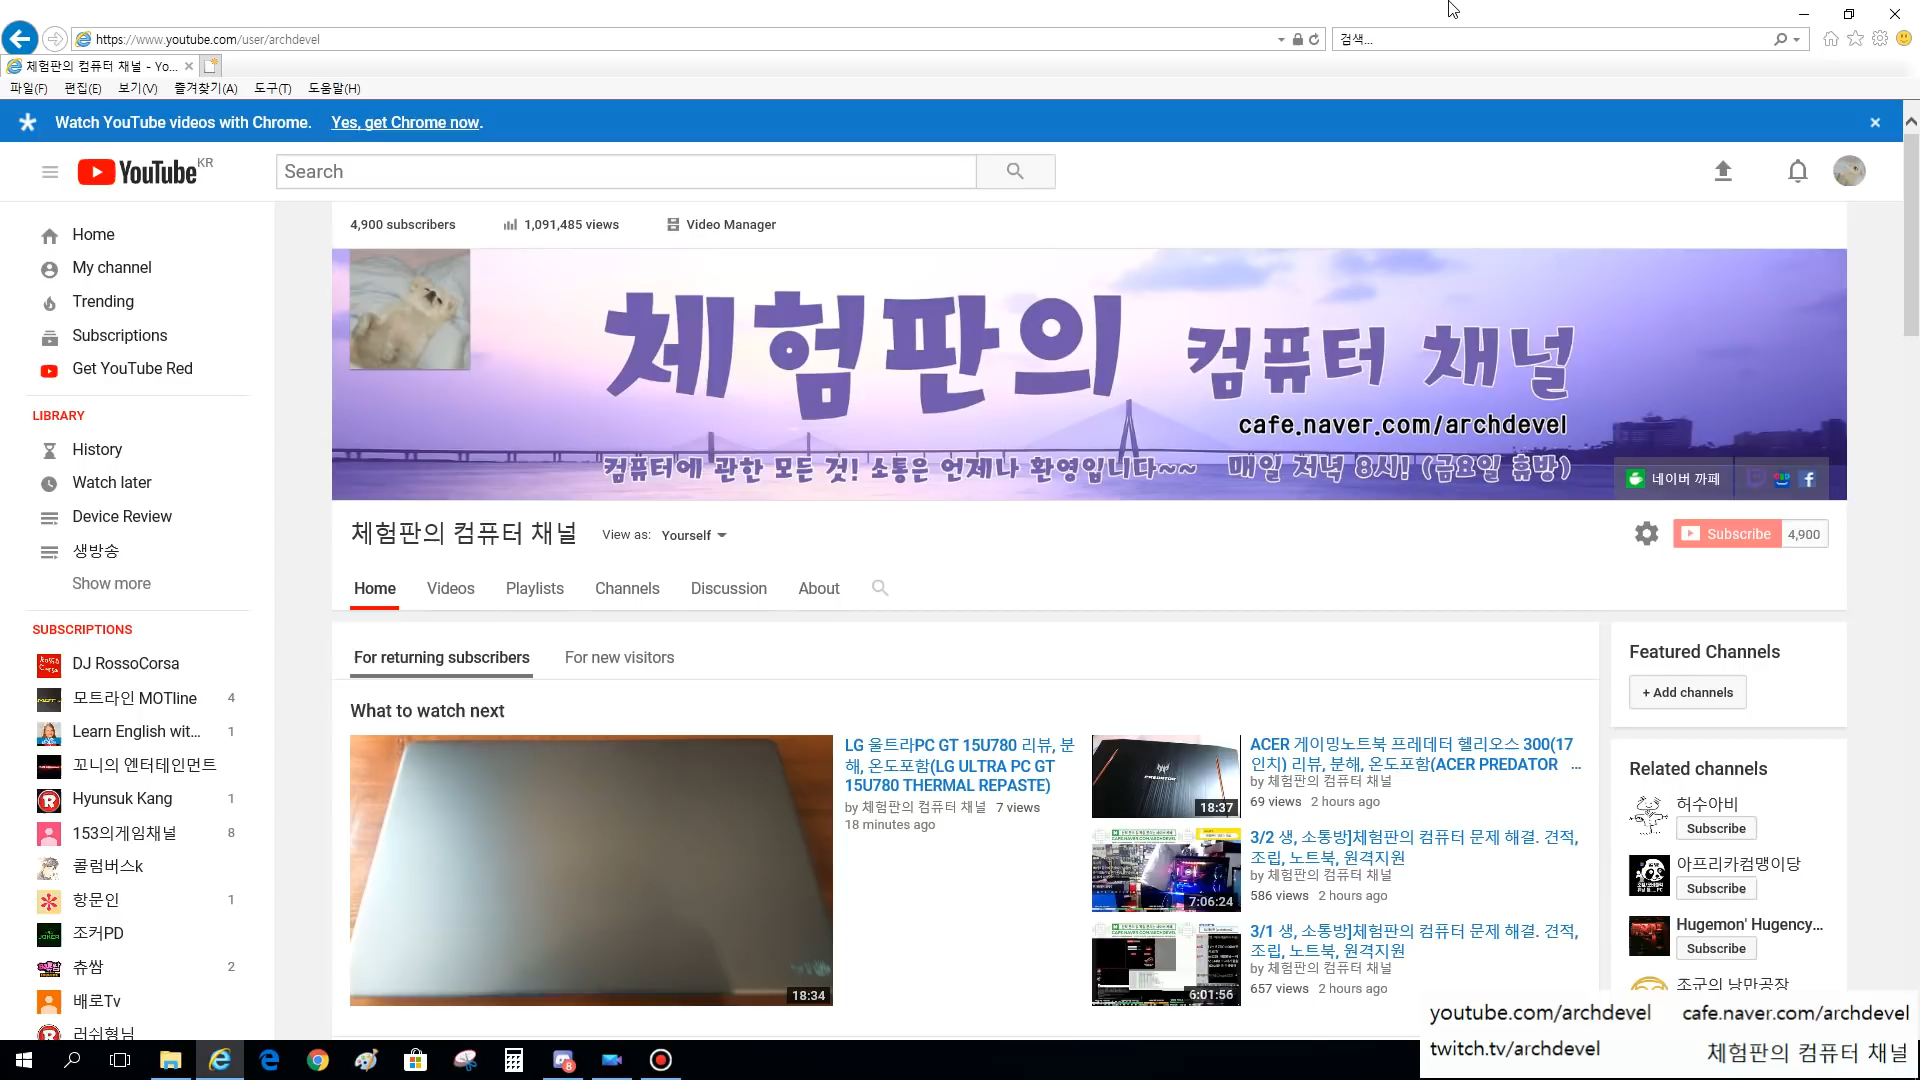 https://www.youtube.com/user/archdevel
검색...
체험판의 컴퓨터 채널 - Yo...
파일(F) 편집(E) 보기(V) 즐겨찾기(A) 도구(T) 도움말(H)
Watch YouTube videos with Chrome. Yes, get Chrome now.
YouTube KR
Search
4,900 subscribers 1,091,485 views Video Manager
Home
My channel
Trending
Subscriptions
Get YouTube Red
LIBRARY
History
Watch later
Device Review
생방송
Show more
SUBSCRIPTIONS
DJ RossoCorsa
모트라인 MOTline 4
Learn English wit... 1
꼬니의 엔터테인먼트
Hyunsuk Kang 1
153의게임채널 8
콜럼버스k
항문인 1
조커PD
츄쌈 2
배로Tv
러쉬형님
체험판의 컴퓨터 채널
cafe.naver.com/archdevel
컴퓨터에 관한 모든 것! 소통은 언제나 환영입니다~~ 매일 저녁 8시! (금요일 휴방)
네이버 까페
체험판의 컴퓨터 채널 View as: Yourself
Subscribe 4,900
Home Videos Playlists Channels Discussion About
For returning subscribers For new visitors
What to watch next
18:34
LG 울트라PC GT 15U780 리뷰, 분
해, 온도포함(LG ULTRA PC GT
15U780 THERMAL REPASTE)
by 체험판의 컴퓨터 채널 7 views
18 minutes ago
PREDATOR
18:37
ACER 게이밍노트북 프레데터 헬리오스 300(17
인치) 리뷰, 분해, 온도포함(ACER PREDATOR ...
by 체험판의 컴퓨터 채널
69 views 2 hours ago
7:06:24
3/2 생, 소통방]체험판의 컴퓨터 문제 해결. 견적,
조립, 노트북, 원격지원
by 체험판의 컴퓨터 채널
586 views 2 hours ago
6:01:56
3/1 생, 소통방]체험판의 컴퓨터 문제 해결. 견적,
조립, 노트북, 원격지원
by 체험판의 컴퓨터 채널
657 views 2 hours ago
Featured Channels
+ Add channels
Related channels
허수아비
Subscribe
아프리카컴맹이당
Subscribe
Hugemon' Hugency...
Subscribe
조군의 낭만공장
youtube.com/archdevel cafe.naver.com/archdevel
twitch.tv/archdevel 체험판의 컴퓨터 채널
8